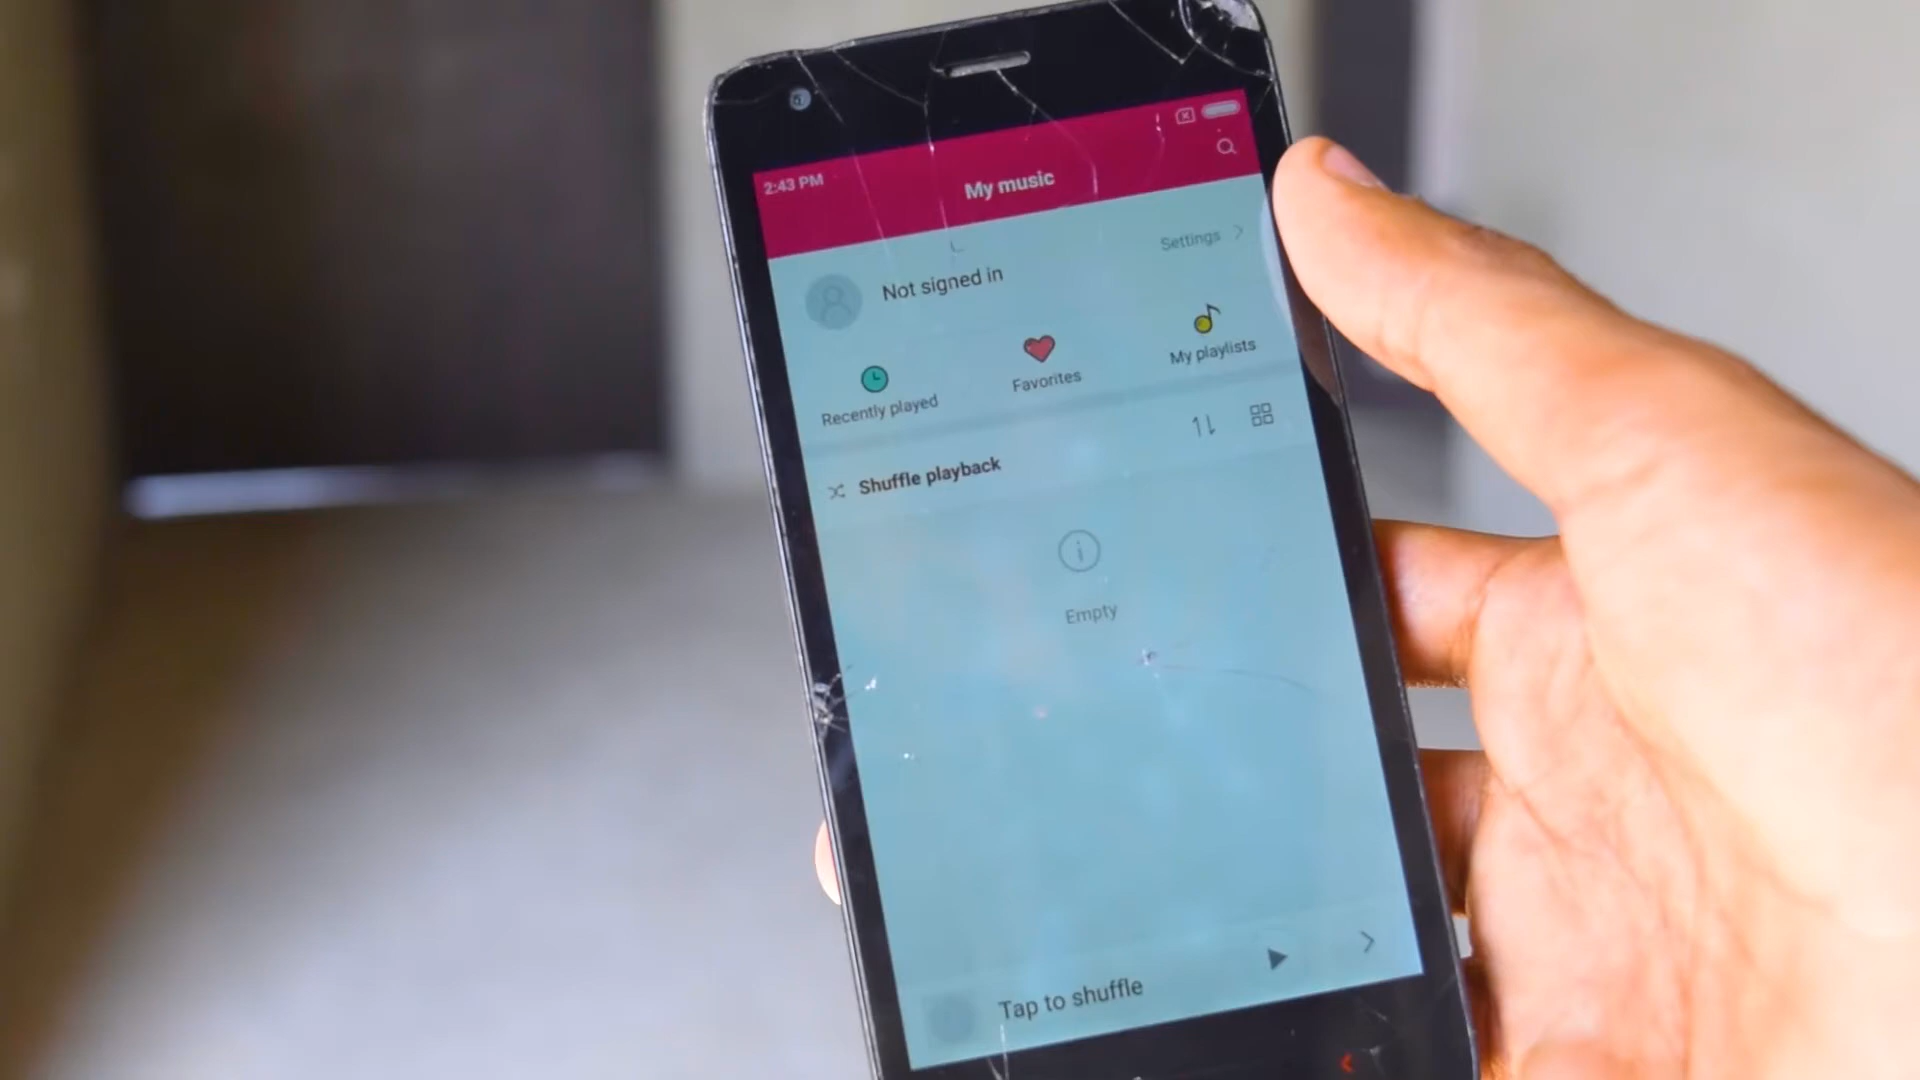 2:43 PM
My music
Settings
Not signed in
Recently played
Favorites
My playlists
Shuffle playback
Empty
Tap to shuffle